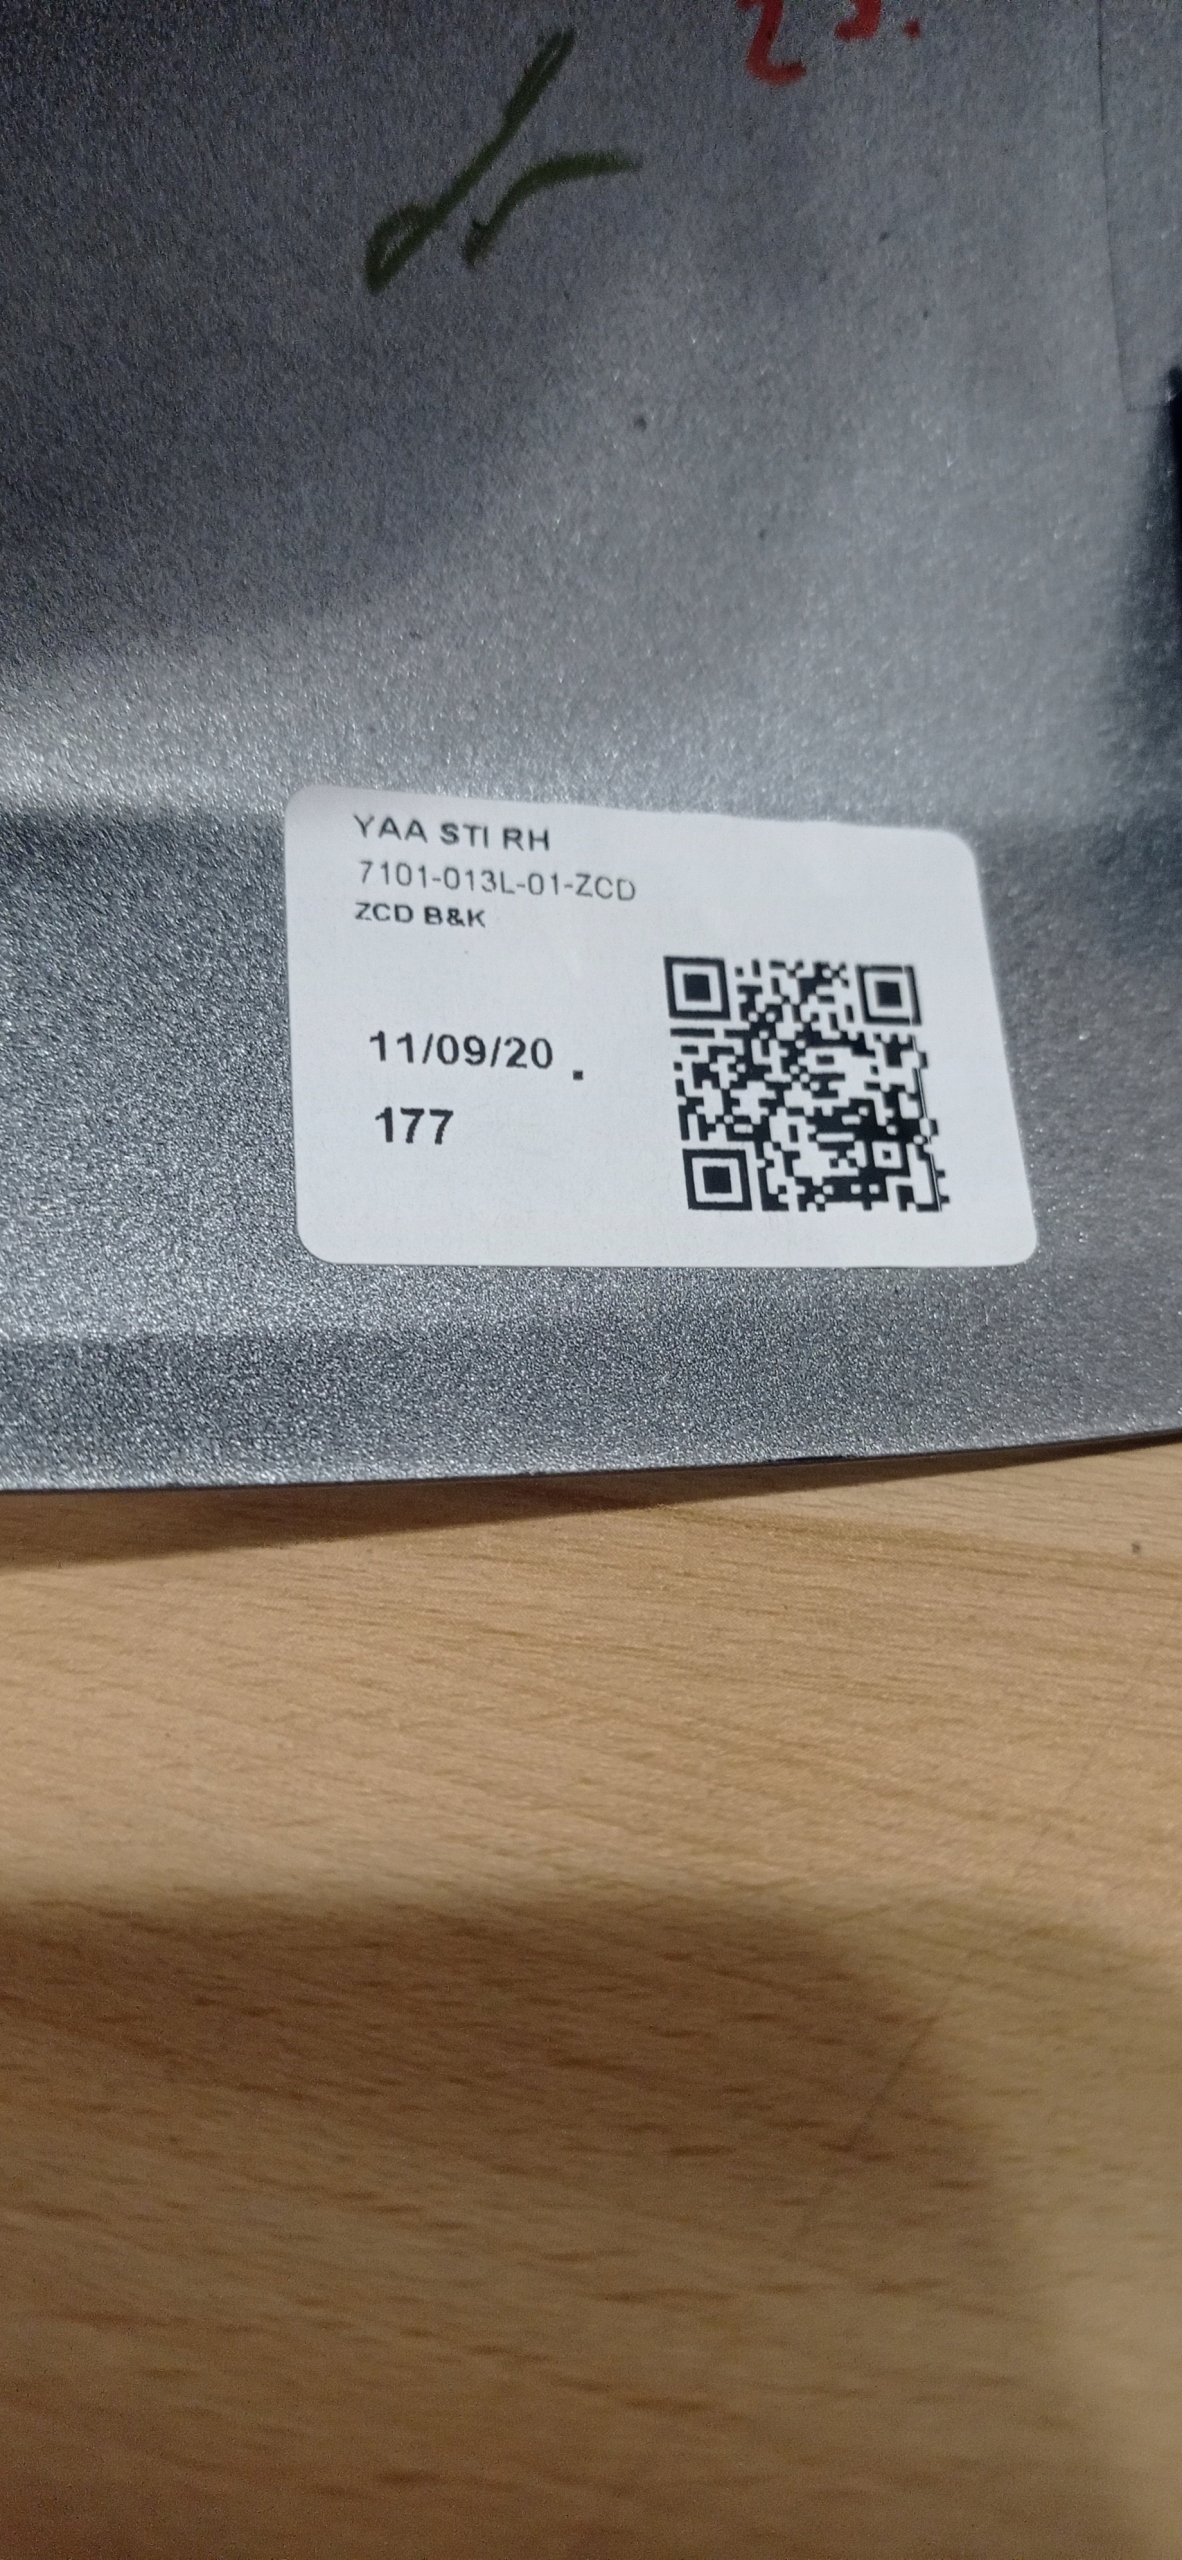 YAA STI RH
7101-013L-01-ZCD
ZCD B&K
11/09/20 .
177